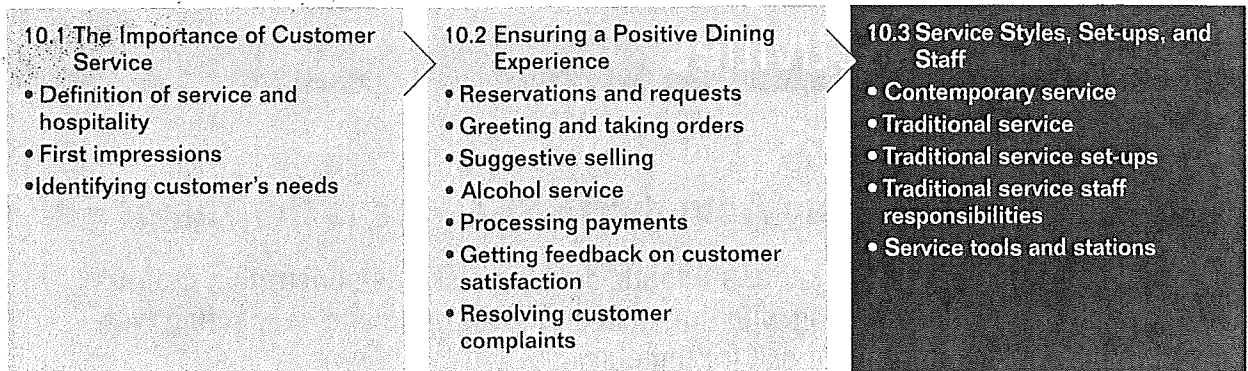 10.1 The Importance of Customer
Service
• Definition of service and
hospitality
• First impressions
•Identifying customer's needs
10.2 Ensuring a Positive Dining
Experience
• Reservations and requests
• Greeting and taking orders
• Suggestive selling
• Alcohol service
• Processing payments
• Getting feedback on customer
satisfaction
• Resolving customer
complaints
10.3 Service Styles, Set-ups, and
Staff
• Contemporary service
• Traditional service
• Traditional service set-ups
• Traditional service staff
responsibilities
• Service tools and stations